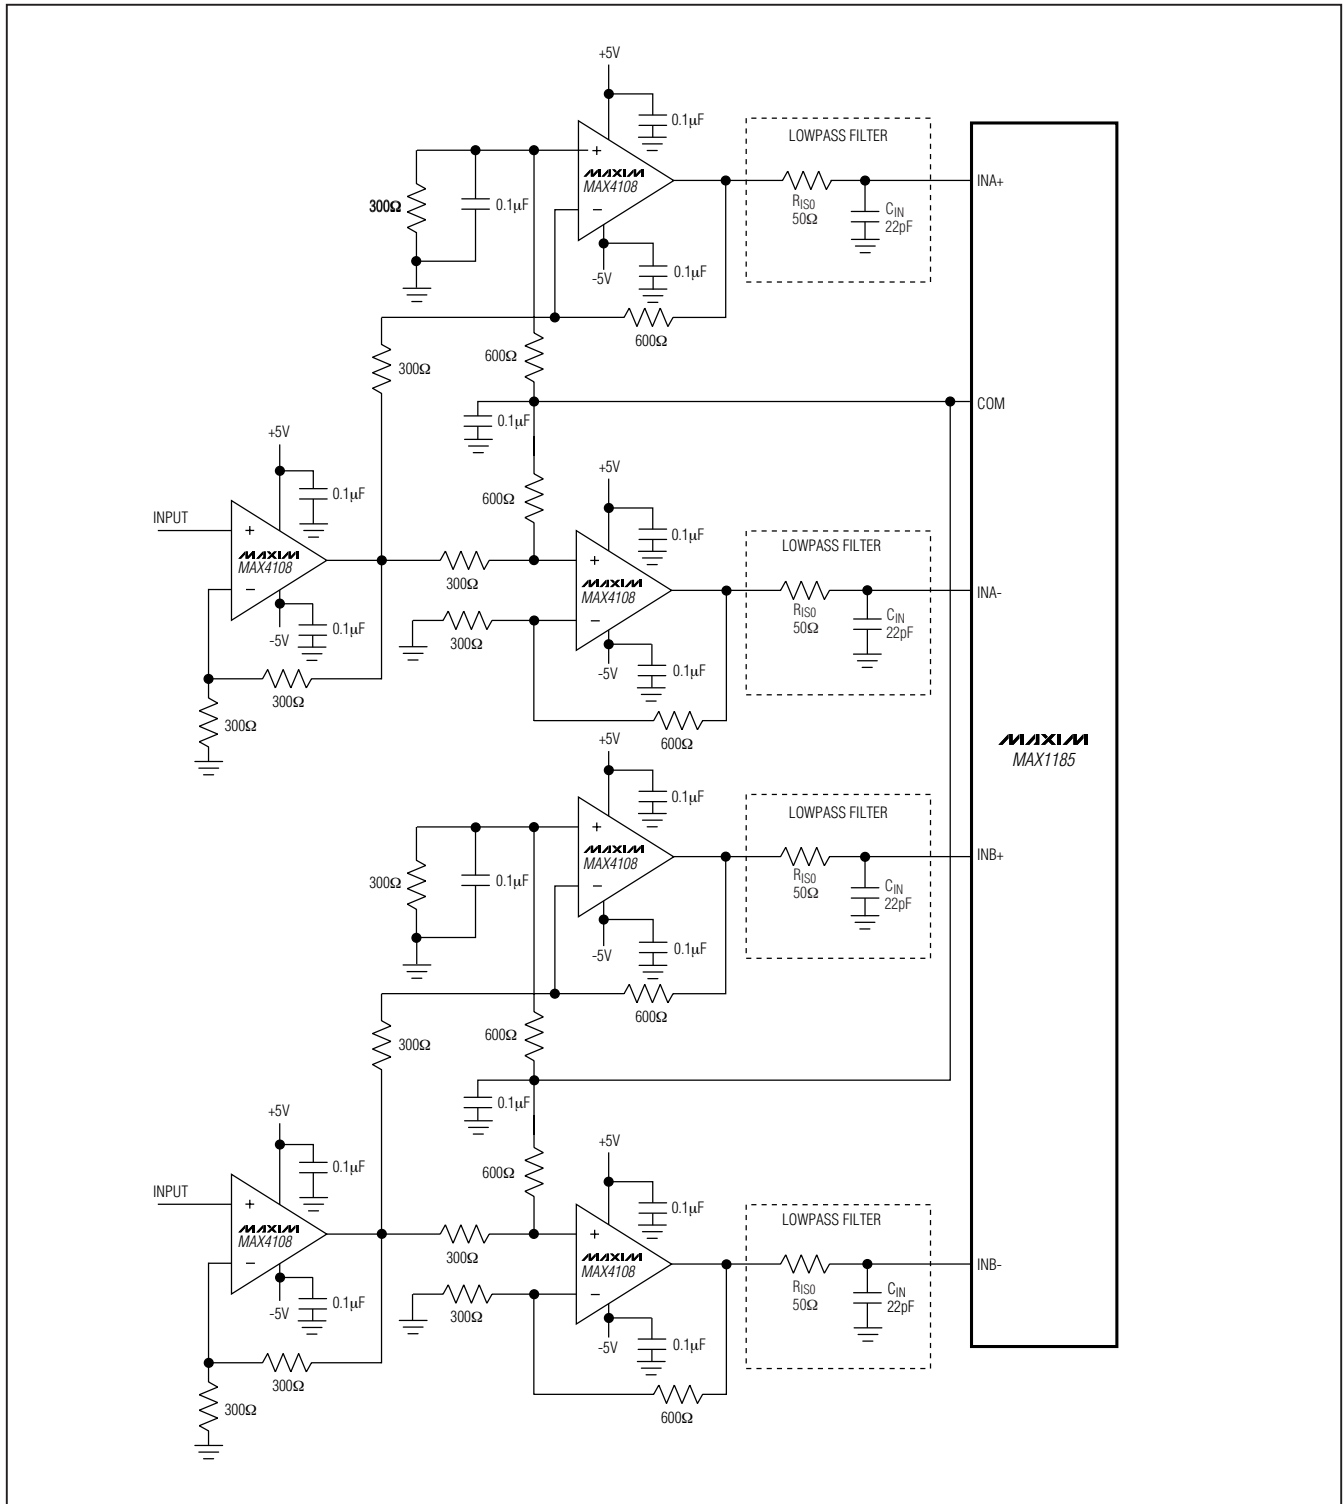 +5V
0.1µF
LOWPASS FILTER
+
MAXIM
MAX4108
300Ω
0.1µF
RISO
50Ω
CIN
22pF
INA+
−
-5V
0.1µF
600Ω
300Ω
600Ω
COM
0.1µF
+5V
0.1µF
600Ω
+5V
0.1µF
INPUT
+
MAXIM
MAX4108
−
LOWPASS FILTER
300Ω
+
MAXIM
MAX4108
−
RISO
50Ω
CIN
22pF
INA-
-5V
0.1µF
300Ω
-5V
0.1µF
300Ω
300Ω
600Ω
MAXIM
MAX1185
+5V
0.1µF
LOWPASS FILTER
+
MAXIM
MAX4108
300Ω
0.1µF
RISO
50Ω
CIN
22pF
INB+
−
-5V
0.1µF
600Ω
300Ω
600Ω
0.1µF
+5V
0.1µF
600Ω
+5V
0.1µF
INPUT
+
MAXIM
MAX4108
−
LOWPASS FILTER
300Ω
+
MAXIM
MAX4108
−
RISO
50Ω
CIN
22pF
INB-
-5V
0.1µF
300Ω
-5V
0.1µF
300Ω
300Ω
600Ω